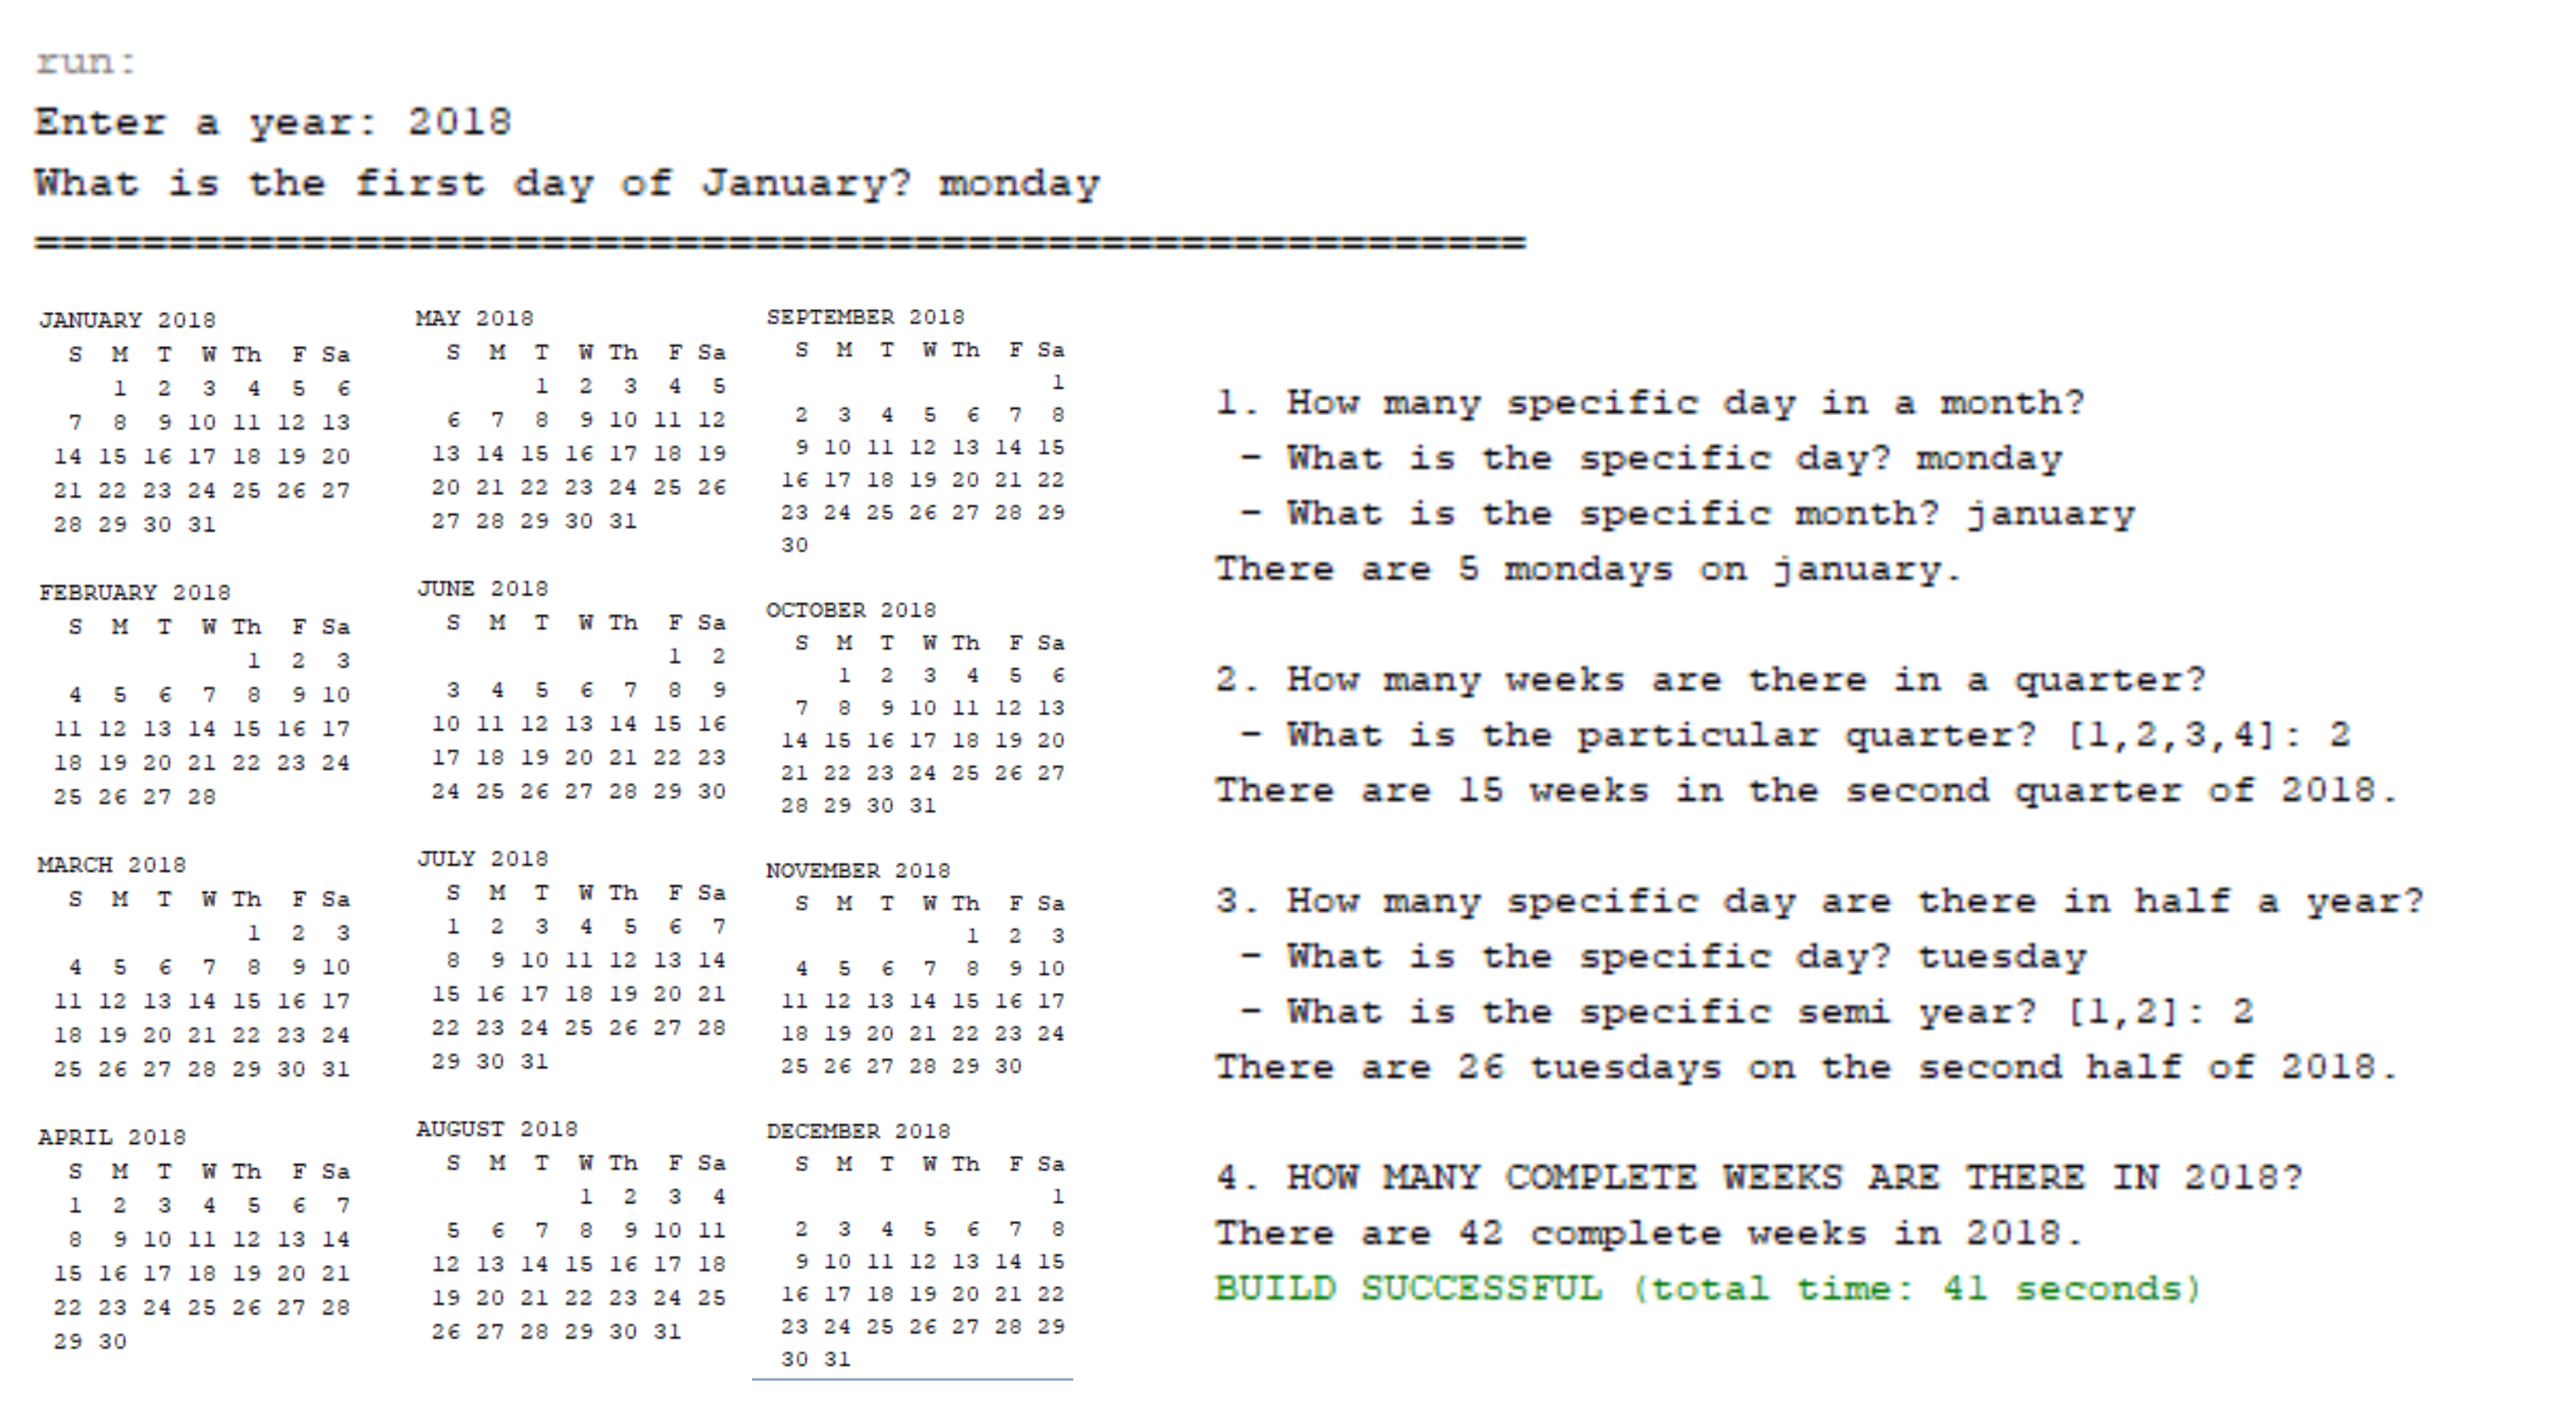 run:
Enter a year: 2018
What is the first day of January? monday
========================================================
JANUARY 2018
S M T W Th F Sa
1 2 3 4 5 6
7 8 9 10 11 12 13
14 15 16 17 18 19 20
21 22 23 24 25 26 27
28 29 30 31
FEBRUARY 2018
S M T W Th F Sa
1 2 3
4 5 6 7 8 9 10
11 12 13 14 15 16 17
18 19 20 21 22 23 24
25 26 27 28
MARCH 2018
S M T W Th F Sa
1 2 3
4 5 6 7 8 9 10
11 12 13 14 15 16 17
18 19 20 21 22 23 24
25 26 27 28 29 30 31
APRIL 2018
S M T W Th F Sa
1 2 3 4 5 6 7
8 9 10 11 12 13 14
15 16 17 18 19 20 21
22 23 24 25 26 27 28
29 30
MAY 2018
S M T W Th F Sa
1 2 3 4 5
6 7 8 9 10 11 12
13 14 15 16 17 18 19
20 21 22 23 24 25 26
27 28 29 30 31
JUNE 2018
S M T W Th F Sa
1 2
3 4 5 6 7 8 9
10 11 12 13 14 15 16
17 18 19 20 21 22 23
24 25 26 27 28 29 30
JULY 2018
S M T W Th F Sa
1 2 3 4 5 6 7
8 9 10 11 12 13 14
15 16 17 18 19 20 21
22 23 24 25 26 27 28
29 30 31
AUGUST 2018
S M T W Th F Sa
1 2 3 4
5 6 7 8 9 10 11
12 13 14 15 16 17 18
19 20 21 22 23 24 25
26 27 28 29 30 31
SEPTEMBER 2018
S M T W Th F Sa
1
2 3 4 5 6 7 8
9 10 11 12 13 14 15
16 17 18 19 20 21 22
23 24 25 26 27 28 29
30
OCTOBER 2018
S M T W Th F Sa
1 2 3 4 5 6
7 8 9 10 11 12 13
14 15 16 17 18 19 20
21 22 23 24 25 26 27
28 29 30 31
NOVEMBER 2018
S M T W Th F Sa
1 2 3
4 5 6 7 8 9 10
11 12 13 14 15 16 17
18 19 20 21 22 23 24
25 26 27 28 29 30
DECEMBER 2018
S M T W Th F Sa
1
2 3 4 5 6 7 8
9 10 11 12 13 14 15
16 17 18 19 20 21 22
23 24 25 26 27 28 29
30 31
1. How many specific day in a month?
- What is the specific day? monday
- What is the specific month? january
There are 5 mondays on january.
2. How many weeks are there in a quarter?
- What is the particular quarter? [1,2,3,4]: 2
There are 15 weeks in the second quarter of 2018.
3. How many specific day are there in half a year?
- What is the specific day? tuesday
- What is the specific semi year? [1,2]: 2
There are 26 tuesdays on the second half of 2018.
4. HOW MANY COMPLETE WEEKS ARE THERE IN 2018?
There are 42 complete weeks in 2018.
BUILD SUCCESSFUL (total time: 41 seconds)